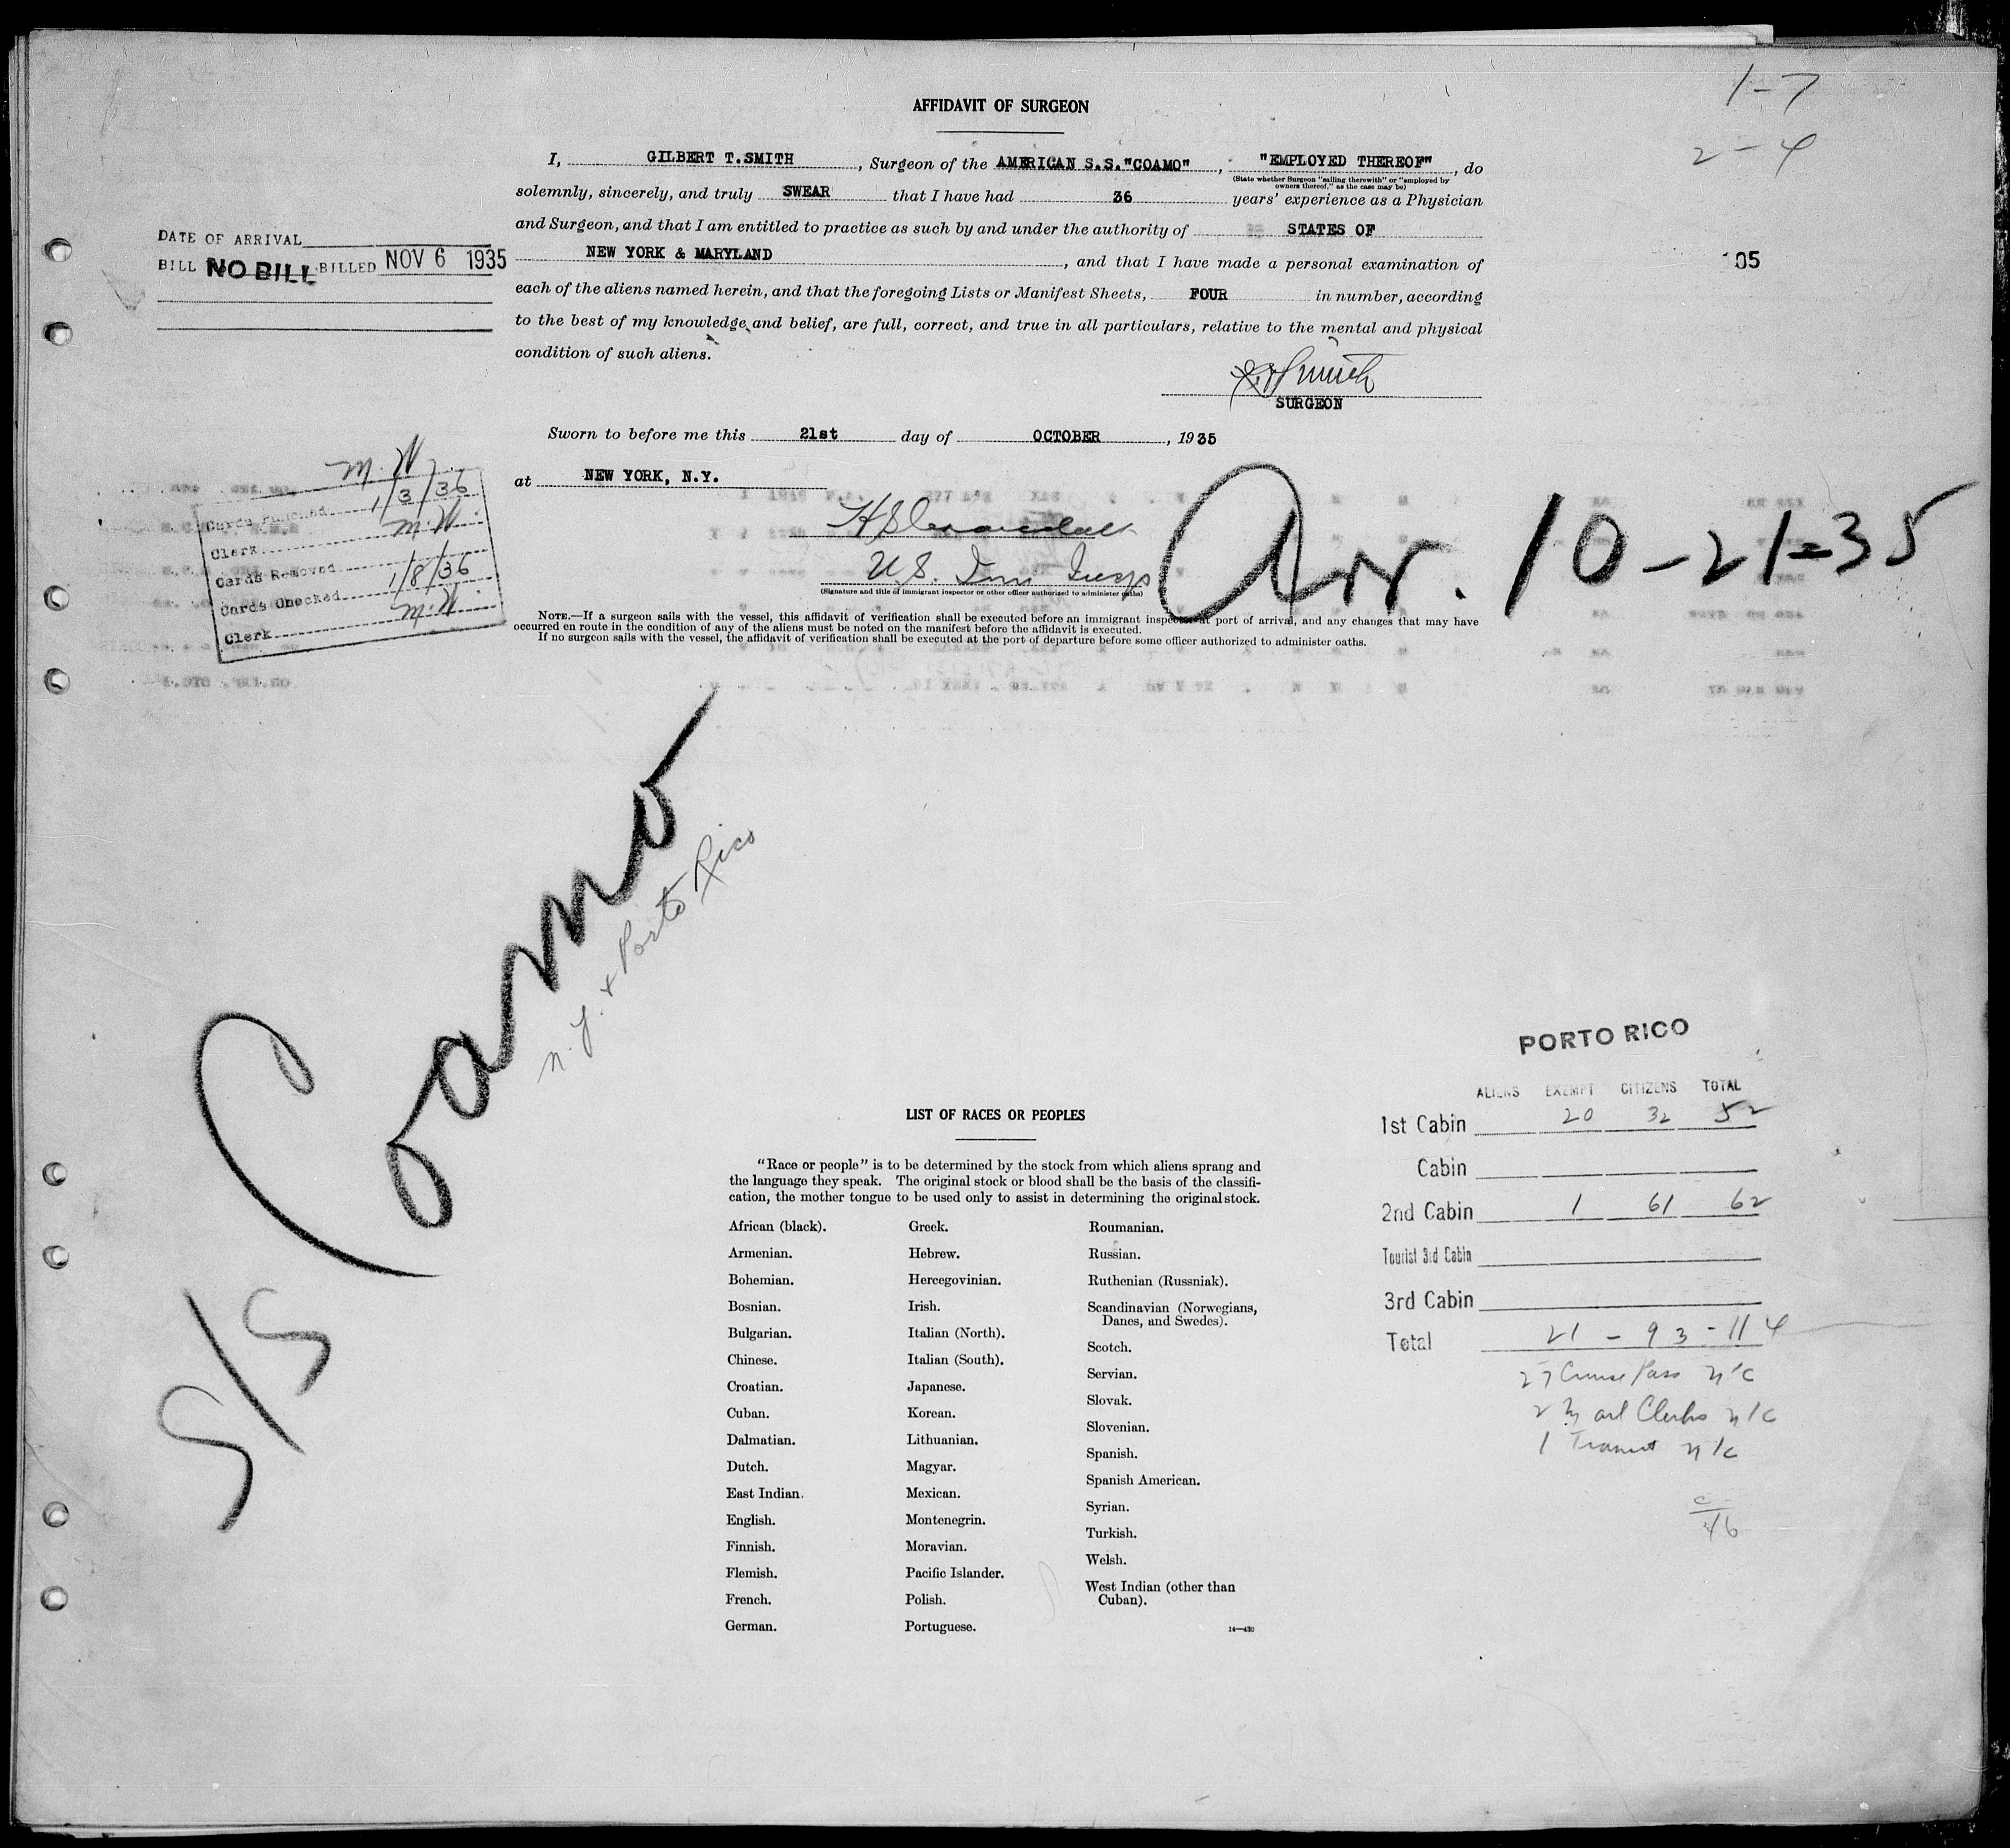 1-7
2-4
AFFIDAVIT OF SURGEON
I, GILBERT T.SMITH, Surgeon of the AMERICAN S.S."COAMO", "EMPLOYED THEREOF", do
(State whether Surgeon "sailing therewith" or "employed by
owners thereof," as the case may be)
solemnly, sincerely, and truly SWEAR that I have had 36 years' experience as a Physician
and Surgeon, and that I am entitled to practice as such by and under the authority of STATES OF
NEW YORK & MARYLAND, and that I have made a personal examination of
each of the aliens named herein, and that the foregoing Lists or Manifest Sheets, FOUR in number, according
to the best of my knowledge and belief, are full, correct, and true in all particulars, relative to the mental and physical
condition of such aliens.
SURGEON
Sworn to before me this 21st day of OCTOBER, 1935
at NEW YORK, N.Y.
U.S. Imm Insp
(Signature and title of immigrant inspector or other officer authorized to administer oaths)
NOTE.—If a surgeon sails with the vessel, this affidavit of verification shall be executed before an immigrant inspector at port of arrival, and any changes that may have
occurred en route in the condition of any of the aliens must be noted on the manifest before the affidavit is executed.
If no surgeon sails with the vessel, the affidavit of verification shall be executed at the port of departure before some officer authorized to administer oaths.
DATE OF ARRIVAL
BILL NO BILL BILLED NOV 6 1935
05
M.W.
Cards Punched 1/3/36
Clerk M.W.
Cards Removed
Cards Checked 1/8/36
Clerk M.W.
Arr. 10-21=35
S/S Coamo
N.Y. + Porto Rico
LIST OF RACES OR PEOPLES
"Race or people" is to be determined by the stock from which aliens sprang and
the language they speak. The original stock or blood shall be the basis of the classifi-
cation, the mother tongue to be used only to assist in determining the original stock.
African (black).
Armenian.
Bohemian.
Bosnian.
Bulgarian.
Chinese.
Croatian.
Cuban.
Dalmatian.
Dutch.
East Indian.
English.
Finnish.
Flemish.
French.
German.
Greek.
Hebrew.
Hercegovinian.
Irish.
Italian (North).
Italian (South).
Japanese.
Korean.
Lithuanian.
Magyar.
Mexican.
Montenegrin.
Moravian.
Pacific Islander.
Polish.
Portuguese.
Roumanian.
Russian.
Ruthenian (Russniak).
Scandinavian (Norwegians,
Danes, and Swedes).
Scotch.
Servian.
Slovak.
Slovenian.
Spanish.
Spanish American.
Syrian.
Turkish.
Welsh.
West Indian (other than
Cuban).
14—430
PORTO RICO
ALIENS EXEMPT CITIZENS TOTAL
1st Cabin 20 32 52
Cabin
2nd Cabin 1 61 62
Tourist 3rd Cabin
3rd Cabin
Total 21 - 93 - 114
27 Cruise Pass n/c
2 Clerks n/c
1 Transit n/c